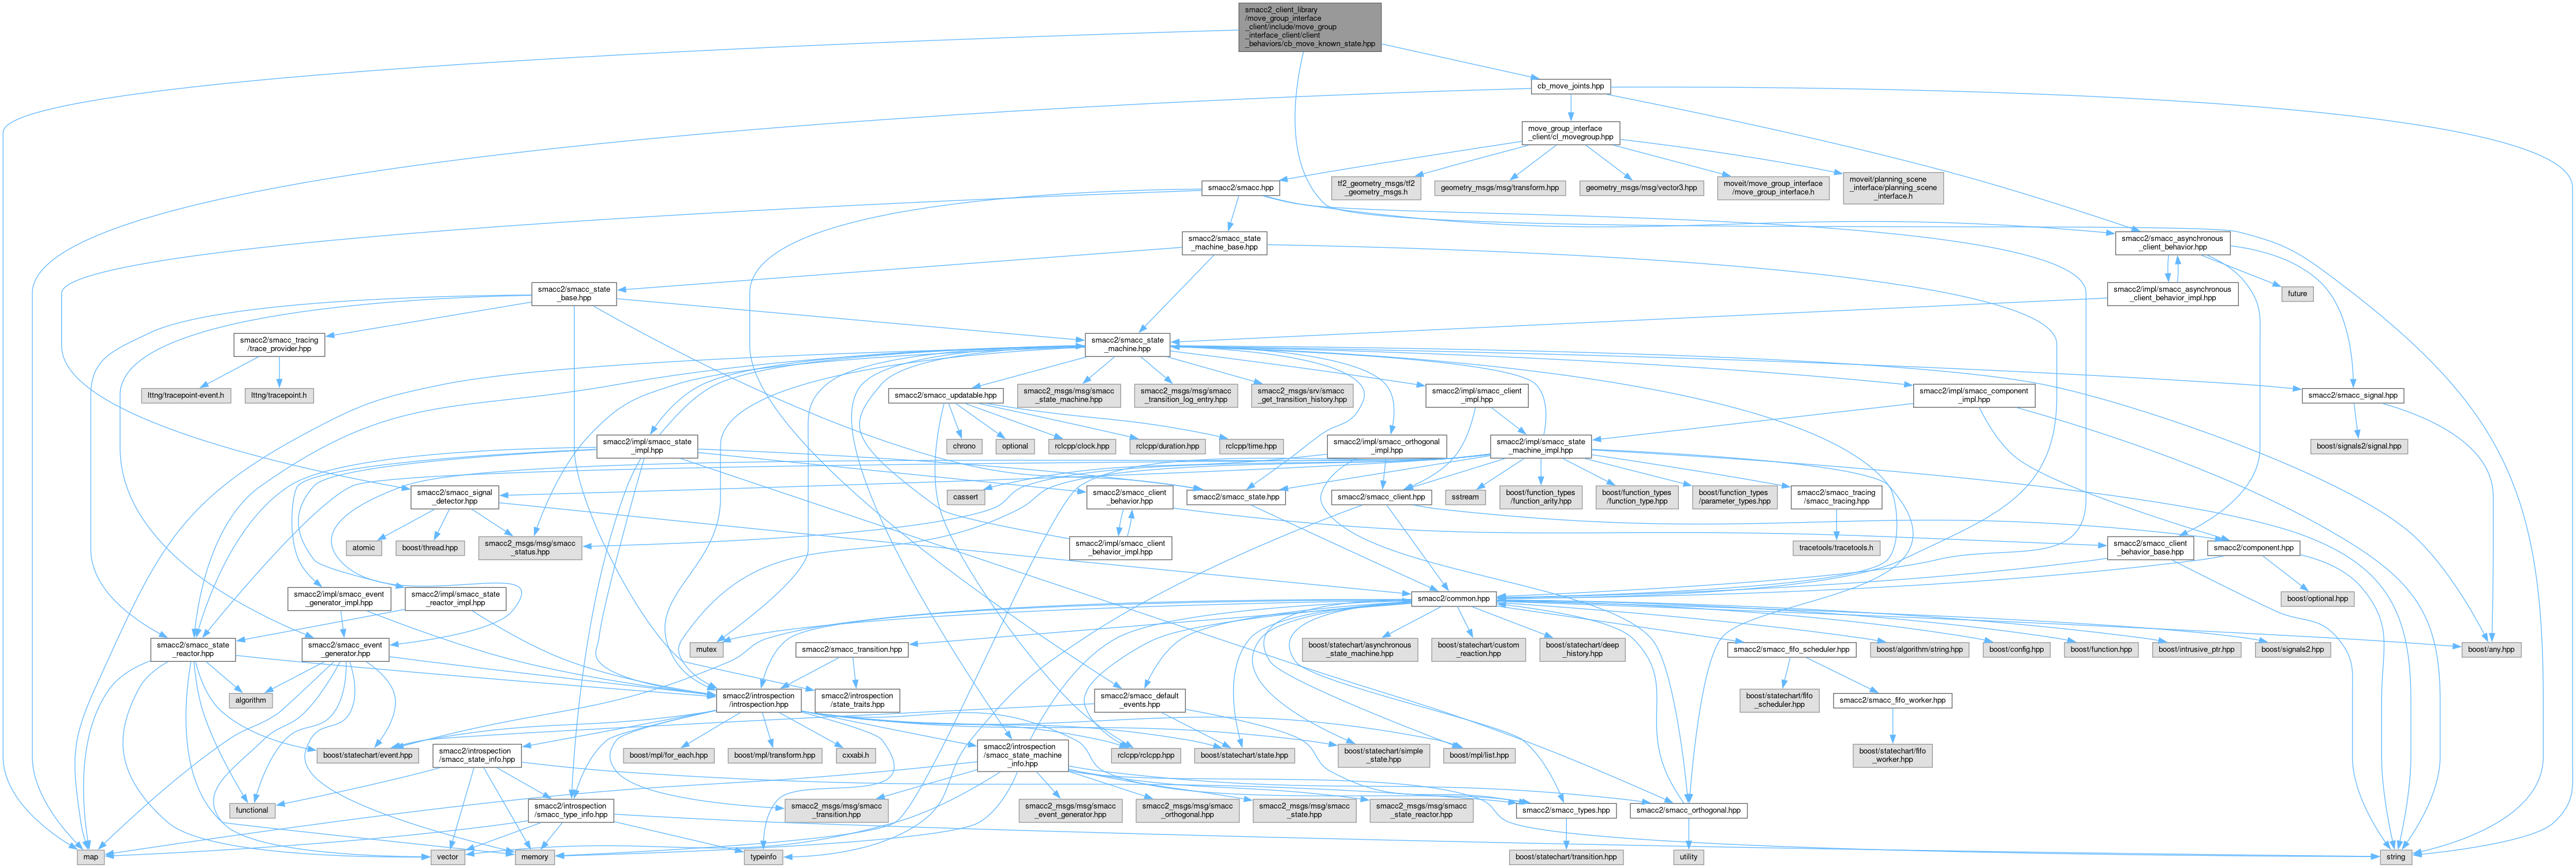 smacc2_client_library
/move_group_interface
_client/include/move_group
_interface_client/client
_behaviors/cb_move_known_state.hpp
cb_move_joints.hpp
move_group_interface
_client/cl_movegroup.hpp
smacc2/smacc.hpp
tf2_geometry_msgs/tf2
_geometry_msgs.h
geometry_msgs/msg/transform.hpp
geometry_msgs/msg/vector3.hpp
moveit/move_group_interface
/move_group_interface.h
moveit/planning_scene
_interface/planning_scene
_interface.h
smacc2/smacc_state
_machine_base.hpp
smacc2/smacc_asynchronous
_client_behavior.hpp
smacc2/smacc_state
_base.hpp
smacc2/impl/smacc_asynchronous
_client_behavior_impl.hpp
future
smacc2/smacc_tracing
/trace_provider.hpp
smacc2/smacc_state
_machine.hpp
lttng/tracepoint-event.h
lttng/tracepoint.h
smacc2/smacc_updatable.hpp
smacc2_msgs/msg/smacc
_state_machine.hpp
smacc2_msgs/msg/smacc
_transition_log_entry.hpp
smacc2_msgs/srv/smacc
_get_transition_history.hpp
smacc2/impl/smacc_client
_impl.hpp
smacc2/impl/smacc_component
_impl.hpp
smacc2/smacc_signal.hpp
smacc2/impl/smacc_state
_impl.hpp
chrono
optional
rclcpp/clock.hpp
rclcpp/duration.hpp
rclcpp/time.hpp
smacc2/impl/smacc_orthogonal
_impl.hpp
smacc2/impl/smacc_state
_machine_impl.hpp
boost/signals2/signal.hpp
smacc2/smacc_signal
_detector.hpp
smacc2/smacc_client
_behavior.hpp
cassert
smacc2/smacc_state.hpp
smacc2/smacc_client.hpp
sstream
boost/function_types
/function_arity.hpp
boost/function_types
/function_type.hpp
boost/function_types
/parameter_types.hpp
smacc2/smacc_tracing
/smacc_tracing.hpp
atomic
boost/thread.hpp
smacc2_msgs/msg/smacc
_status.hpp
smacc2/impl/smacc_client
_behavior_impl.hpp
tracetools/tracetools.h
smacc2/smacc_client
_behavior_base.hpp
smacc2/component.hpp
smacc2/impl/smacc_event
_generator_impl.hpp
smacc2/impl/smacc_state
_reactor_impl.hpp
smacc2/common.hpp
boost/optional.hpp
smacc2/smacc_state
_reactor.hpp
smacc2/smacc_event
_generator.hpp
mutex
smacc2/smacc_transition.hpp
boost/statechart/asynchronous
_state_machine.hpp
boost/statechart/custom
_reaction.hpp
boost/statechart/deep
_history.hpp
smacc2/smacc_fifo_scheduler.hpp
boost/algorithm/string.hpp
boost/config.hpp
boost/function.hpp
boost/intrusive_ptr.hpp
boost/signals2.hpp
boost/any.hpp
algorithm
smacc2/introspection
/introspection.hpp
smacc2/introspection
/state_traits.hpp
smacc2/smacc_default
_events.hpp
boost/statechart/fifo
_scheduler.hpp
smacc2/smacc_fifo_worker.hpp
boost/statechart/event.hpp
smacc2/introspection
/smacc_state_info.hpp
boost/mpl/for_each.hpp
boost/mpl/transform.hpp
cxxabi.h
smacc2/introspection
/smacc_state_machine
_info.hpp
rclcpp/rclcpp.hpp
boost/statechart/state.hpp
boost/statechart/simple
_state.hpp
boost/mpl/list.hpp
boost/statechart/fifo
_worker.hpp
functional
smacc2/introspection
/smacc_type_info.hpp
smacc2_msgs/msg/smacc
_transition.hpp
smacc2_msgs/msg/smacc
_event_generator.hpp
smacc2_msgs/msg/smacc
_orthogonal.hpp
smacc2_msgs/msg/smacc
_state.hpp
smacc2_msgs/msg/smacc
_state_reactor.hpp
smacc2/smacc_types.hpp
smacc2/smacc_orthogonal.hpp
map
vector
memory
typeinfo
boost/statechart/transition.hpp
utility
string